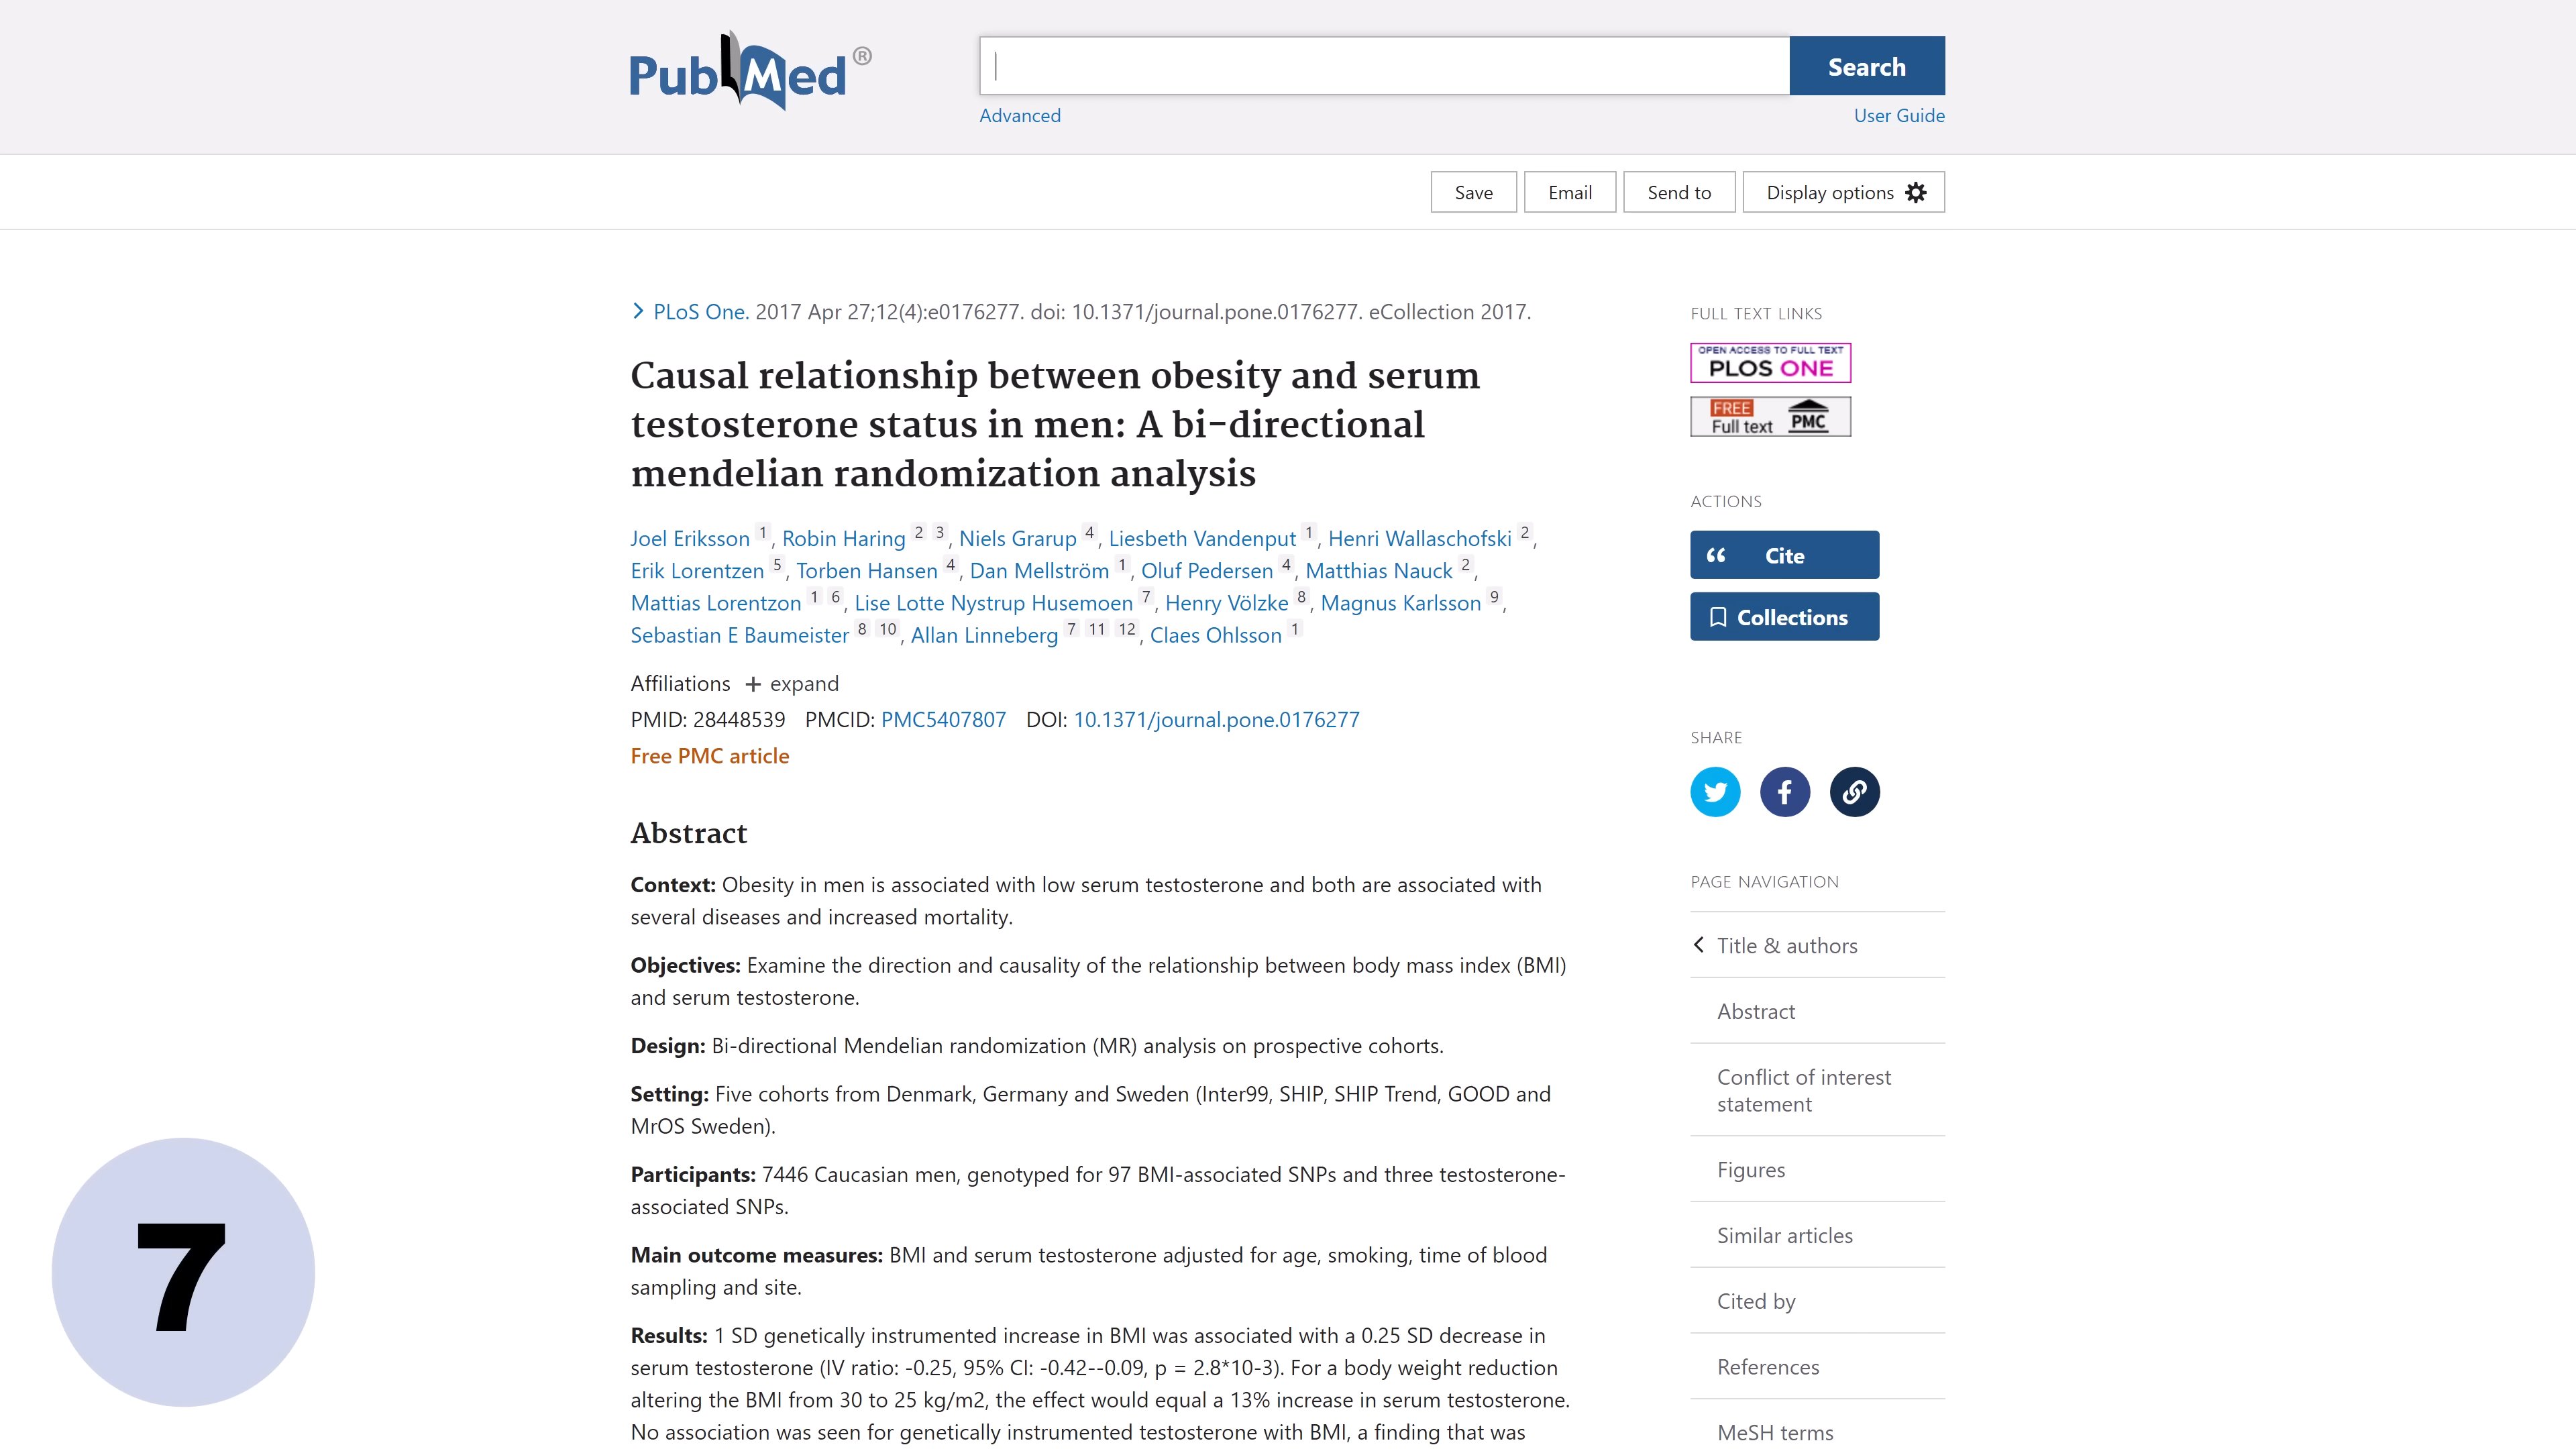 PubMed®
Search
Advanced
User Guide
Save
Email
Send to
Display options
PLoS One. 2017 Apr 27;12(4):e0176277. doi: 10.1371/journal.pone.0176277. eCollection 2017.
Causal relationship between obesity and serum
testosterone status in men: A bi-directional
mendelian randomization analysis
Joel Eriksson 1, Robin Haring 2 3, Niels Grarup 4, Liesbeth Vandenput 1, Henri Wallaschofski 2,
Erik Lorentzen 5, Torben Hansen 4, Dan Mellström 1, Oluf Pedersen 4, Matthias Nauck 2,
Mattias Lorentzon 1 6, Lise Lotte Nystrup Husemoen 7, Henry Völzke 8, Magnus Karlsson 9,
Sebastian E Baumeister 8 10, Allan Linneberg 7 11 12, Claes Ohlsson 1
Affiliations + expand
PMID: 28448539 PMCID: PMC5407807 DOI: 10.1371/journal.pone.0176277
Free PMC article
Abstract
Context: Obesity in men is associated with low serum testosterone and both are associated with
several diseases and increased mortality.
Objectives: Examine the direction and causality of the relationship between body mass index (BMI)
and serum testosterone.
Design: Bi-directional Mendelian randomization (MR) analysis on prospective cohorts.
Setting: Five cohorts from Denmark, Germany and Sweden (Inter99, SHIP, SHIP Trend, GOOD and
MrOS Sweden).
Participants: 7446 Caucasian men, genotyped for 97 BMI-associated SNPs and three testosterone-
associated SNPs.
Main outcome measures: BMI and serum testosterone adjusted for age, smoking, time of blood
sampling and site.
Results: 1 SD genetically instrumented increase in BMI was associated with a 0.25 SD decrease in
serum testosterone (IV ratio: -0.25, 95% CI: -0.42--0.09, p = 2.8*10-3). For a body weight reduction
altering the BMI from 30 to 25 kg/m2, the effect would equal a 13% increase in serum testosterone.
No association was seen for genetically instrumented testosterone with BMI, a finding that was
FULL TEXT LINKS
OPEN ACCESS TO FULL TEXT
PLOS ONE
FREE
Full text PMC
ACTIONS
Cite
Collections
SHARE
PAGE NAVIGATION
Title & authors
Abstract
Conflict of interest
statement
Figures
Similar articles
Cited by
References
MeSH terms
7